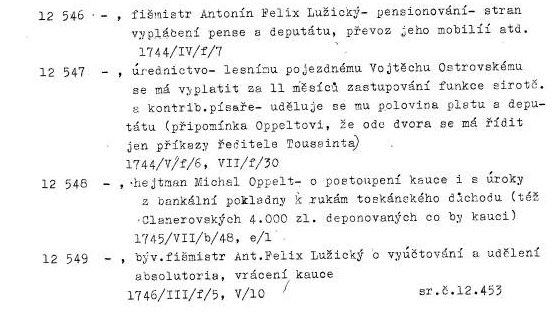 12 546 - , fišmistr Antonín Felix Lužický- pensionování- stran
vyplácení pense a deputátu, převoz jeho mobilií atd.
1744/IV/f/7
12 547 - , úřednictvo- lesnímu pojezdnému Vojtěchu Ostrovskému
se má vyplatit za 11 měsíců zastupování funkce sirotč.
a kontrib.písaře- uděluje se mu polovina platu a depu-
tátu (připomínka Oppeltovi, že ode dvora se má řídit
jen příkazy ředitele Toussainta)
1744/V/f/6, VII/f/30
12 548 - , hejtman Michal Oppelt- o postoupení kauce i s úroky
z bankální pokladny k rukám toskánského důchodu (též
Clanerovských 4.000 zl. deponovaných co by kauci)
1745/VII/b/48, e/1
12 549 - , býv.fišmistr Ant.Felix Lužický o vyúčtování a udělení
absolutoria, vrácení kauce
1746/III/f/5, V/10 sr.č.12.453